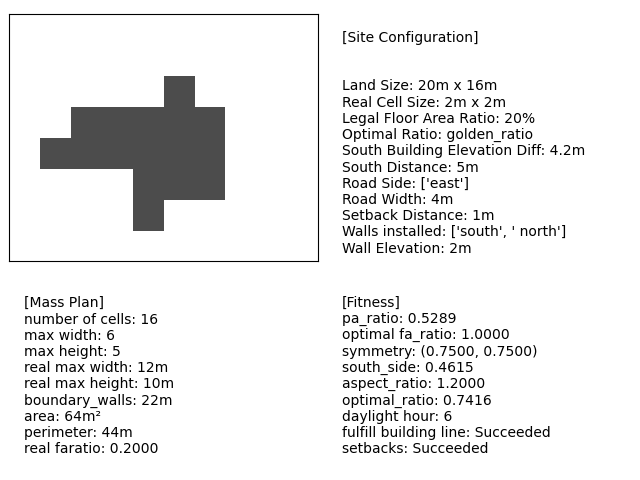 [Site Configuration]
Land Size: 20m x 16m
Real Cell Size: 2m x 2m
Legal Floor Area Ratio: 20%
Optimal Ratio: golden_ratio
South Building Elevation Diff: 4.2m
South Distance: 5m
Road Side: ['east']
Road Width: 4m
Setback Distance: 1m
Walls installed: ['south', ' north']
Wall Elevation: 2m
[Mass Plan]
number of cells: 16
max width: 6
max height: 5
real max width: 12m
real max height: 10m
boundary_walls: 22m
area: 64m²
perimeter: 44m
real faratio: 0.2000
[Fitness]
pa_ratio: 0.5289
optimal fa_ratio: 1.0000
symmetry: (0.7500, 0.7500)
south_side: 0.4615
aspect_ratio: 1.2000
optimal_ratio: 0.7416
daylight hour: 6
fulfill building line: Succeeded
setbacks: Succeeded